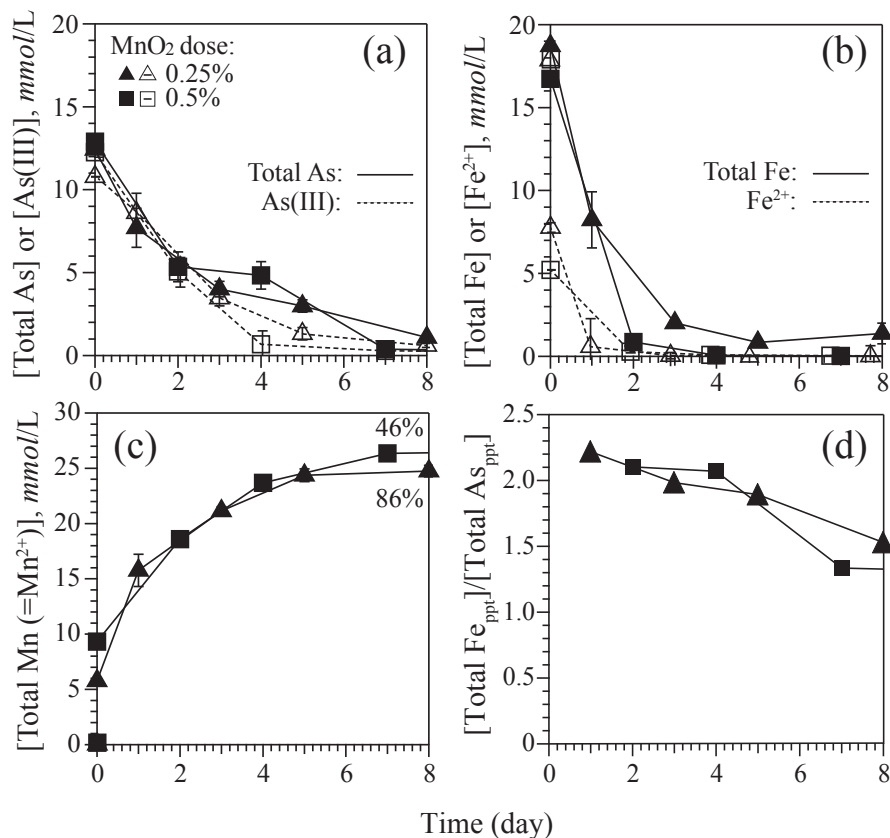 (a)
MnO₂ dose:
0.25%
0.5%
Total As:
As(III):
[Total As] or [As(III)], mmol/L
20
15
10
5
0
0 2 4 6 8
(b)
Total Fe:
Fe²⁺:
[Total Fe] or [Fe²⁺], mmol/L
20
15
10
5
0
0 2 4 6 8
(c)
46%
86%
[Total Mn (=Mn²⁺)], mmol/L
30
25
20
15
10
5
0
0 2 4 6 8
(d)
[Total Feppt]/[Total Asppt]
2.5
2.0
1.5
1.0
0.5
0
0 2 4 6 8
Time (day)